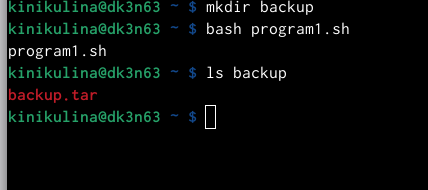 kinikulina@dk3n63 ~ $ mkdir backup
kinikulina@dk3n63 ~ $ bash program1.sh
program1.sh
kinikulina@dk3n63 ~ $ ls backup
backup.tar
kinikulina@dk3n63 ~ $